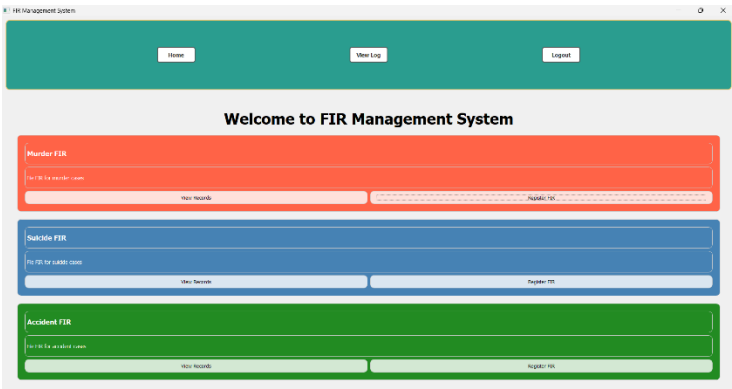 FIR Management System
Home View Log Logout
Welcome to FIR Management System
Murder FIR
File FIR for murder cases
View Records Register FIR
Suicide FIR
File FIR for suicide cases
View Records Register FIR
Accident FIR
File FIR for accident cases
View Records Register FIR